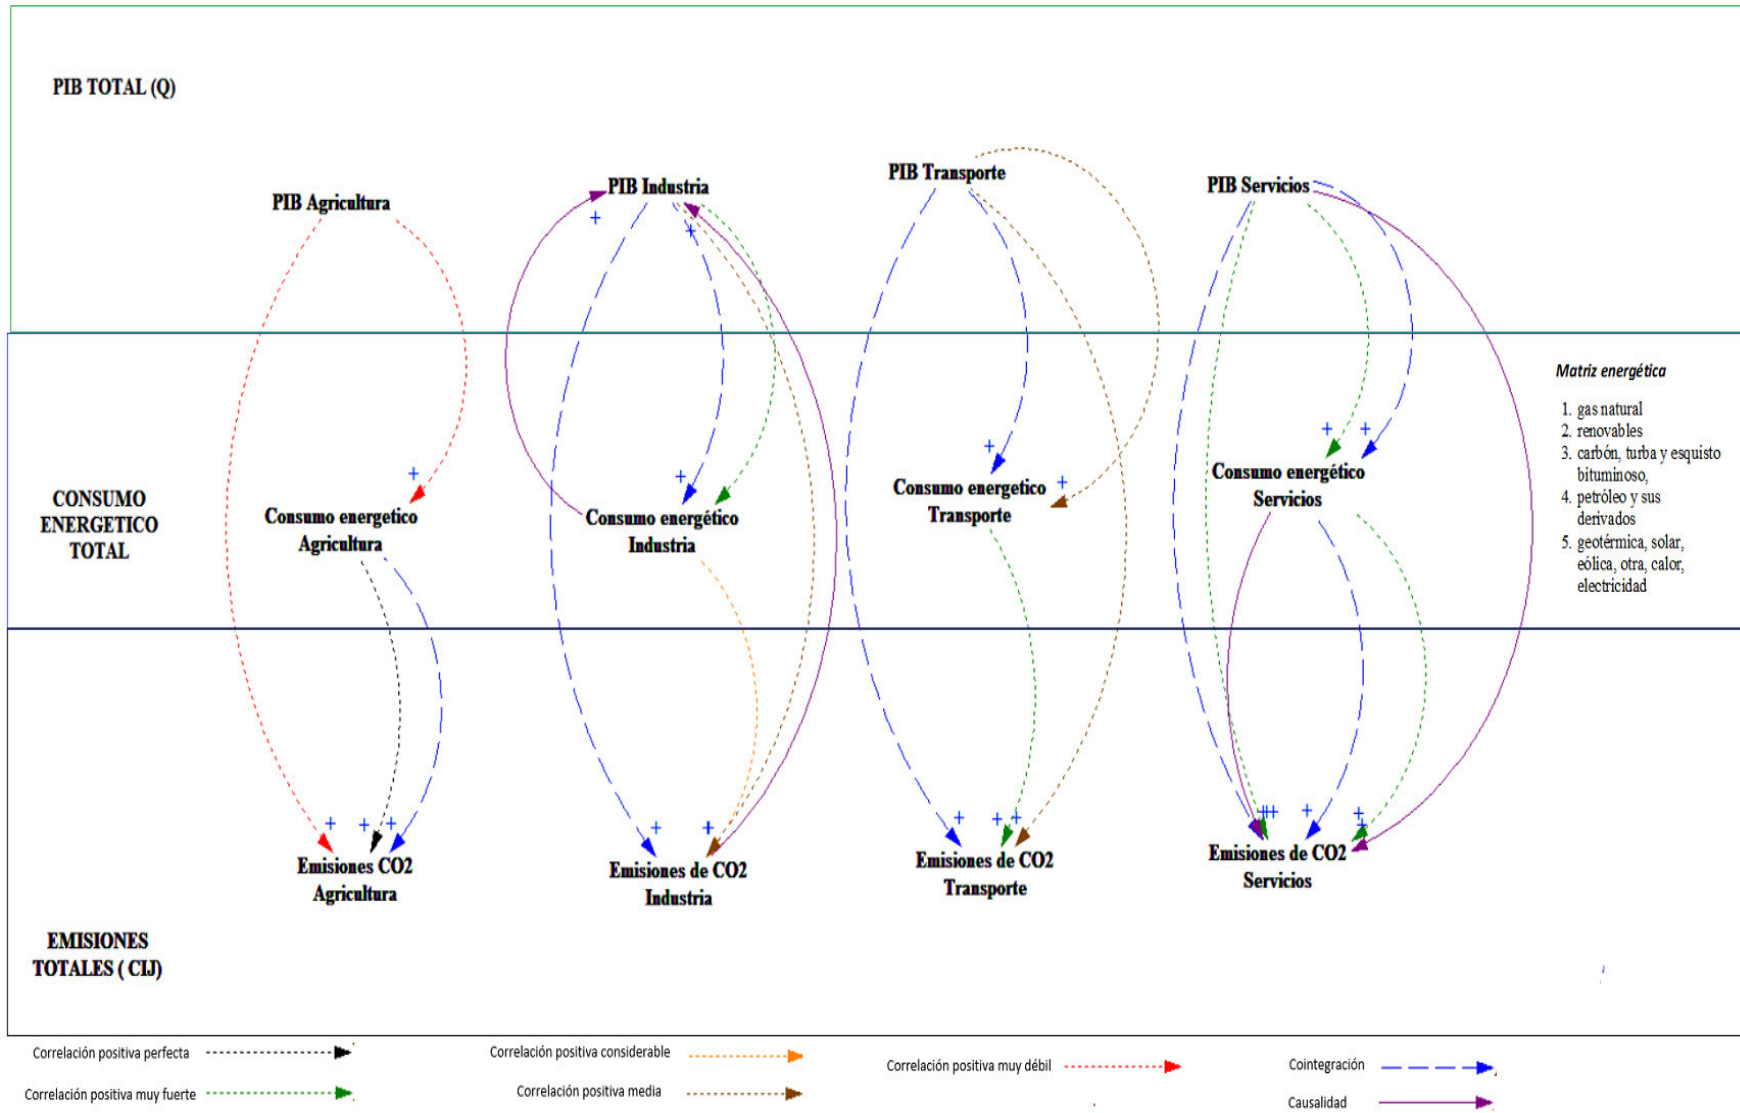 PIB TOTAL (Q)
PIB Agricultura
PIB Industria
PIB Transporte
PIB Servicios
+
+
CONSUMO
ENERGETICO
TOTAL
+
Consumo energetico
Agricultura
+
Consumo energético
Industria
+
+
Consumo energetico
Transporte
+
+
Consumo energético
Servicios
Matriz energética
1. gas natural
2. renovables
3. carbón, turba y esquisto
bituminoso,
4. petróleo y sus
derivados
5. geotérmica, solar,
eólica, otra, calor,
electricidad
+ + +
Emisiones CO2
Agricultura
+ +
Emisiones de CO2
Industria
+ + +
Emisiones de CO2
Transporte
+ + + + +
Emisiones de CO2
Servicios
EMISIONES
TOTALES ( CIJ)
Correlación positiva perfecta
Correlación positiva considerable
Correlación positiva muy débil
Cointegración
Correlación positiva muy fuerte
Correlación positiva media
Causalidad